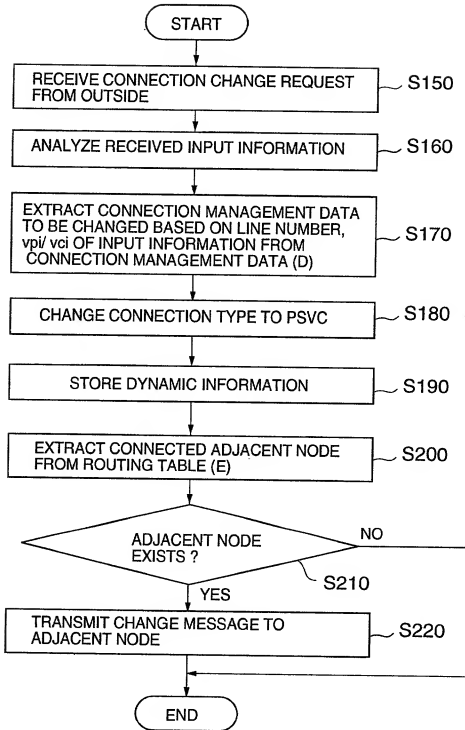 START
RECEIVE CONNECTION CHANGE REQUEST
FROM OUTSIDE
S150
ANALYZE RECEIVED INPUT INFORMATION
S160
EXTRACT CONNECTION MANAGEMENT DATA
TO BE CHANGED BASED ON LINE NUMBER,
vpi/ vci OF INPUT INFORMATION FROM
CONNECTION MANAGEMENT DATA (D)
S170
CHANGE CONNECTION TYPE TO PSVC
S180
STORE DYNAMIC INFORMATION
S190
EXTRACT CONNECTED ADJACENT NODE
FROM ROUTING TABLE (E)
S200
ADJACENT NODE
EXISTS ?
NO
S210
YES
TRANSMIT CHANGE MESSAGE TO
ADJACENT NODE
S220
END